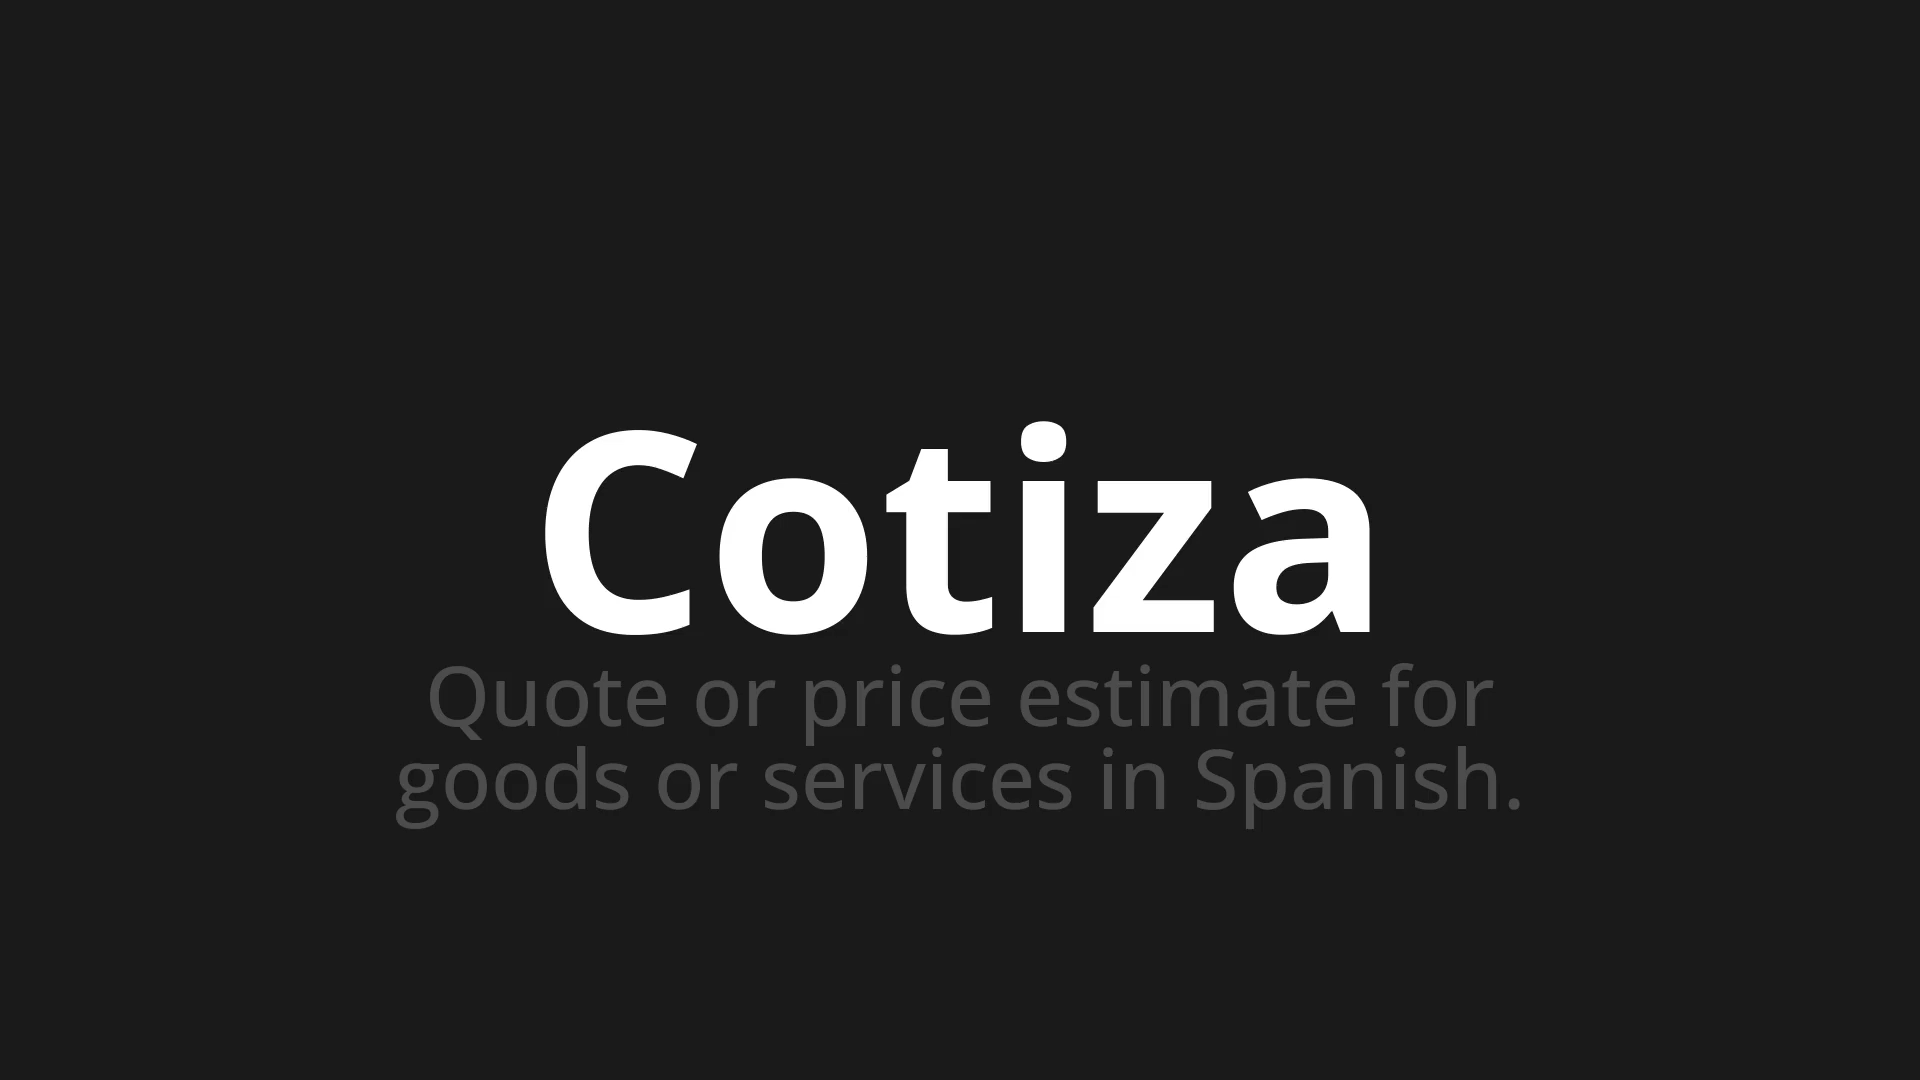 Cotiza
Quote or price estimate for
goods or services in Spanish.